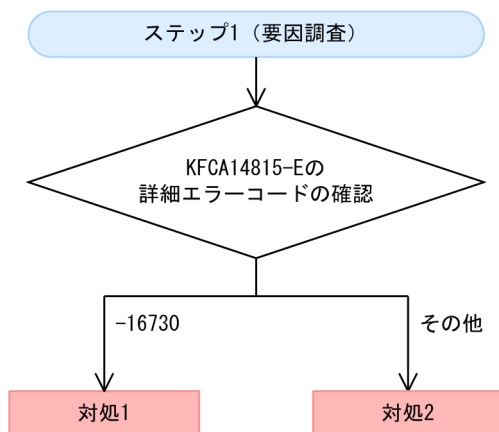 ステップ1（要因調査）
KFCA14815-Eの
詳細エラーコードの確認
-16730
その他
対処1
対処2